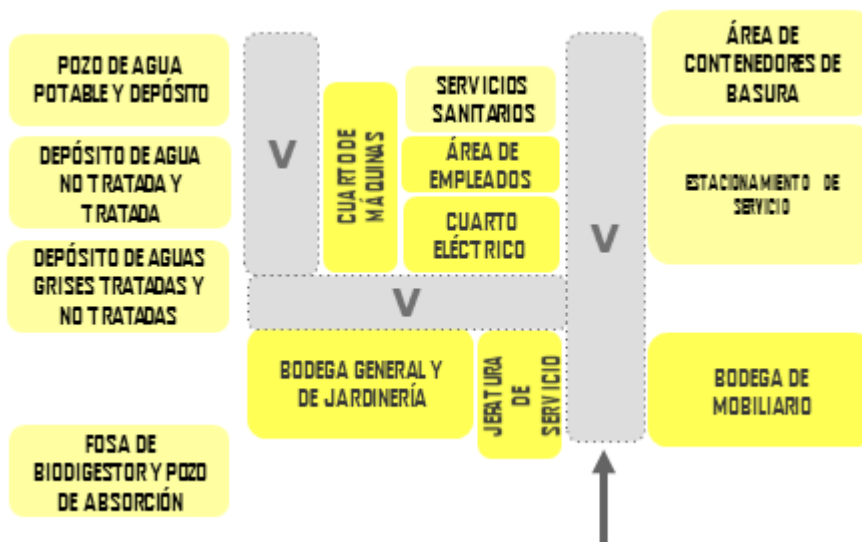 POZO DE AGUA
POTABLE Y DEPÓSITO
DEPÓSITO DE AGUA
NO TRATADA Y
TRATADA
DEPÓSITO DE AGUAS
GRISES TRATADAS Y
NO TRATADAS
FOSA DE
BIODIGESTOR Y POZO
DE ABSORCIÓN
V
CUARTO DE
MÁQUINAS
SERVICIOS
SANITARIOS
ÁREA DE
EMPLEADOS
CUARTO
ELÉCTRICO
V
BODEGA GENERAL Y
DE JARDINERÍA
JEFATURA
DE
SERVICIO
V
ÁREA DE
CONTENEDORES DE
BASURA
ESTACIONAMIENTO DE
SERVICIO
BODEGA DE
MOBILIARIO